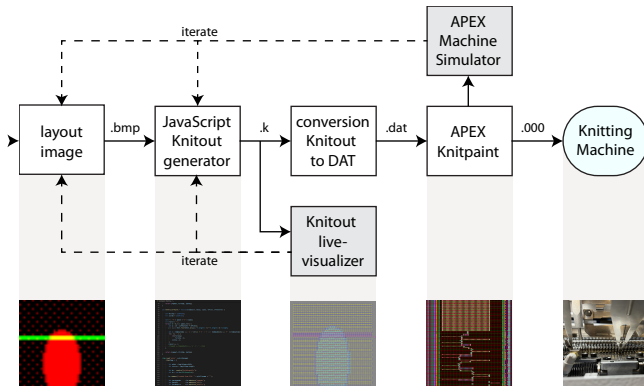 iterate
APEX
Machine
Simulator
layout
image
.bmp
JavaScript
Knitout
generator
.k
conversion
Knitout
to DAT
.dat
APEX
Knitpaint
.000
Knitting
Machine
Knitout
live-
visualizer
iterate